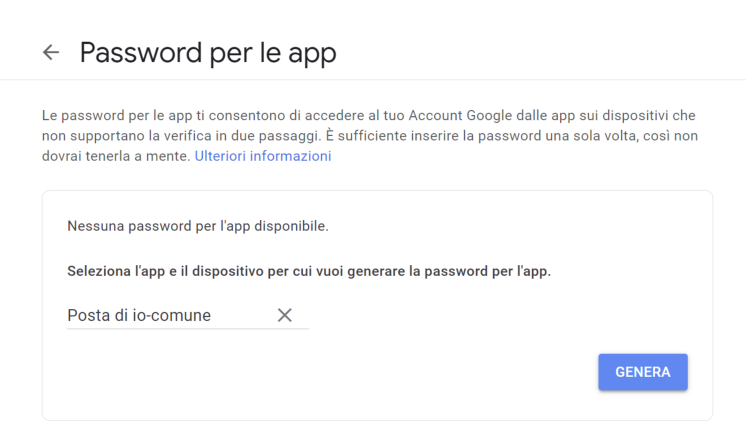 Password per le app
Le password per le app ti consentono di accedere al tuo Account Google dalle app sui dispositivi che
non supportano la verifica in due passaggi. È sufficiente inserire la password una sola volta, così non
dovrai tenerla a mente. Ulteriori informazioni
Nessuna password per l'app disponibile.
Seleziona l'app e il dispositivo per cui vuoi generare la password per l'app.
Posta di io-comune
GENERA